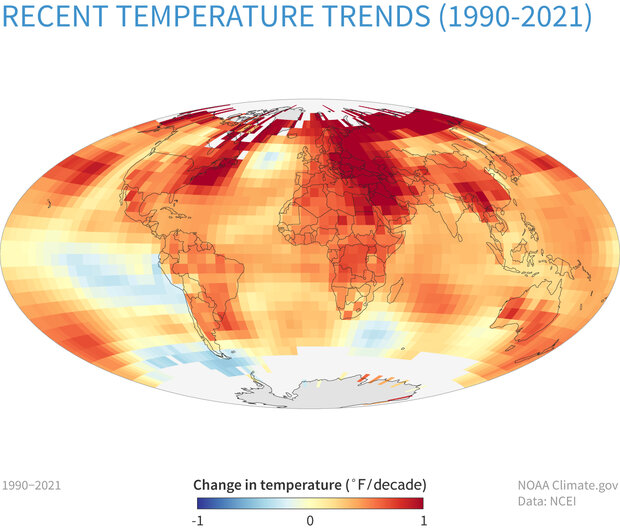 RECENT TEMPERATURE TRENDS (1990-2021)
1990–2021
Change in temperature (°F/decade)
-1 0 1
NOAA Climate.gov
Data: NCEI